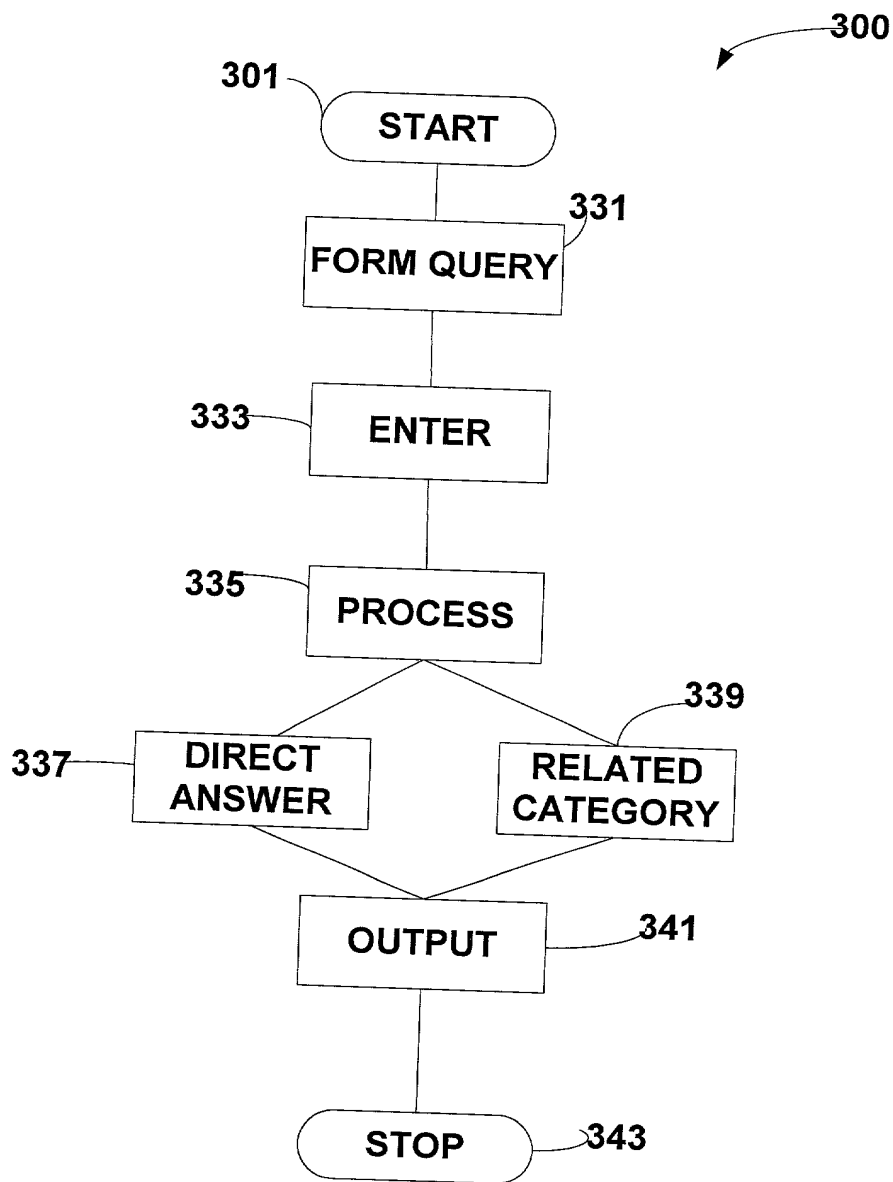 300
301
START
331
FORM QUERY
333
ENTER
335
PROCESS
339
337
DIRECT
ANSWER
RELATED
CATEGORY
OUTPUT
341
STOP
343